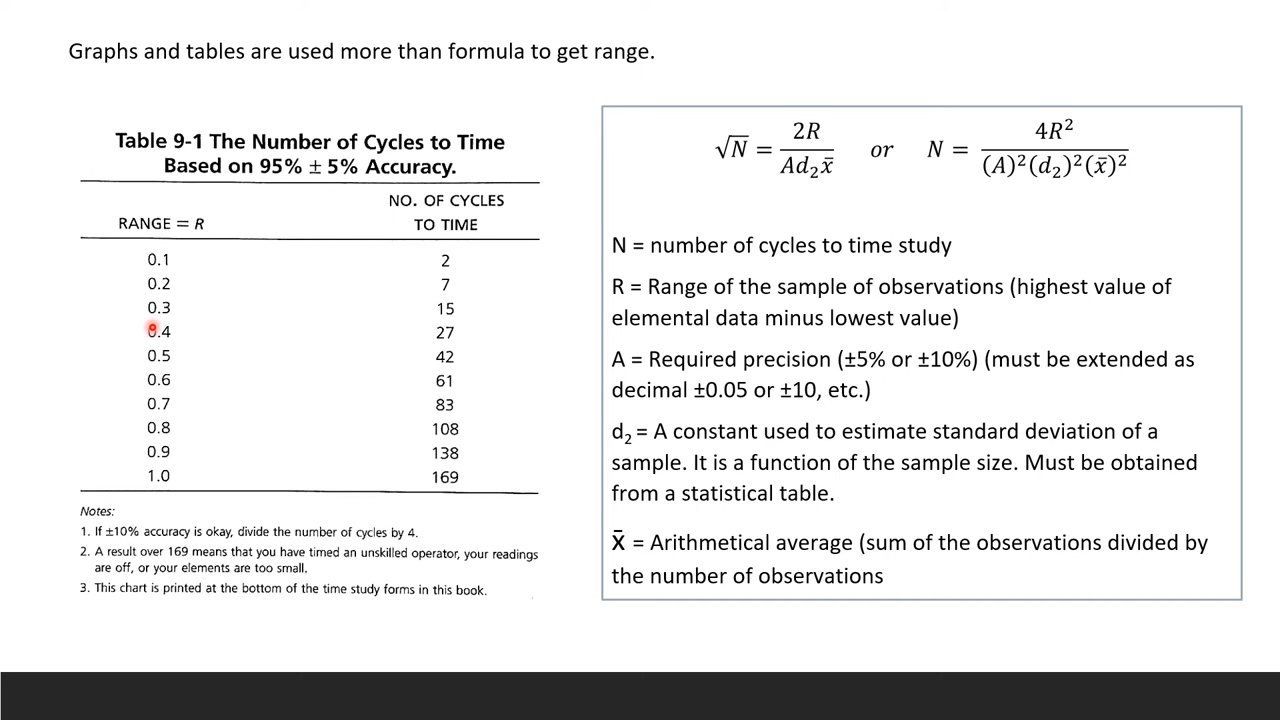 Graphs and tables are used more than formula to get range.
Table 9-1 The Number of Cycles to Time
Based on 95% ± 5% Accuracy.
RANGE = R
NO. OF CYCLES
TO TIME
0.1 2
0.2 7
0.3 15
0.4 27
0.5 42
0.6 61
0.7 83
0.8 108
0.9 138
1.0 169
Notes:
1. If ±10% accuracy is okay, divide the number of cycles by 4.
2. A result over 169 means that you have timed an unskilled operator, your readings
are off, or your elements are too small.
3. This chart is printed at the bottom of the time study forms in this book.
√N = 2R / Ad₂x̄ or N = 4R² / (A)²(d₂)²(x̄)²
N = number of cycles to time study
R = Range of the sample of observations (highest value of
elemental data minus lowest value)
A = Required precision (±5% or ±10%) (must be extended as
decimal ±0.05 or ±10, etc.)
d₂ = A constant used to estimate standard deviation of a
sample. It is a function of the sample size. Must be obtained
from a statistical table.
X̄ = Arithmetical average (sum of the observations divided by
the number of observations